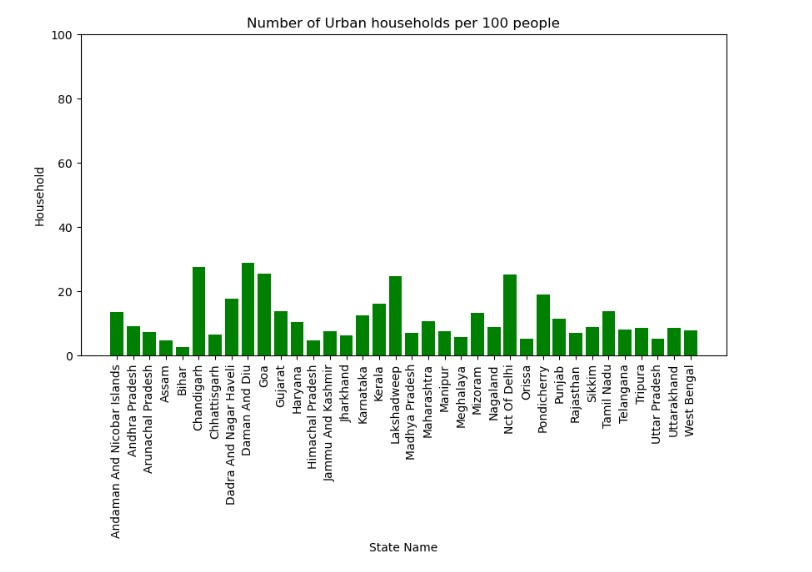 Number of Urban households per 100 people
100
80
60
40
20
0
Household
Andaman And Nicobar Islands
Andhra Pradesh
Arunachal Pradesh
Assam
Bihar
Chandigarh
Chhattisgarh
Dadra And Nagar Haveli
Daman And Diu
Goa
Gujarat
Haryana
Himachal Pradesh
Jammu And Kashmir
Jharkhand
Karnataka
Kerala
Lakshadweep
Madhya Pradesh
Maharashtra
Manipur
Meghalaya
Mizoram
Nagaland
Nct Of Delhi
Orissa
Pondicherry
Punjab
Rajasthan
Sikkim
Tamil Nadu
Telangana
Tripura
Uttar Pradesh
Uttarakhand
West Bengal
State Name